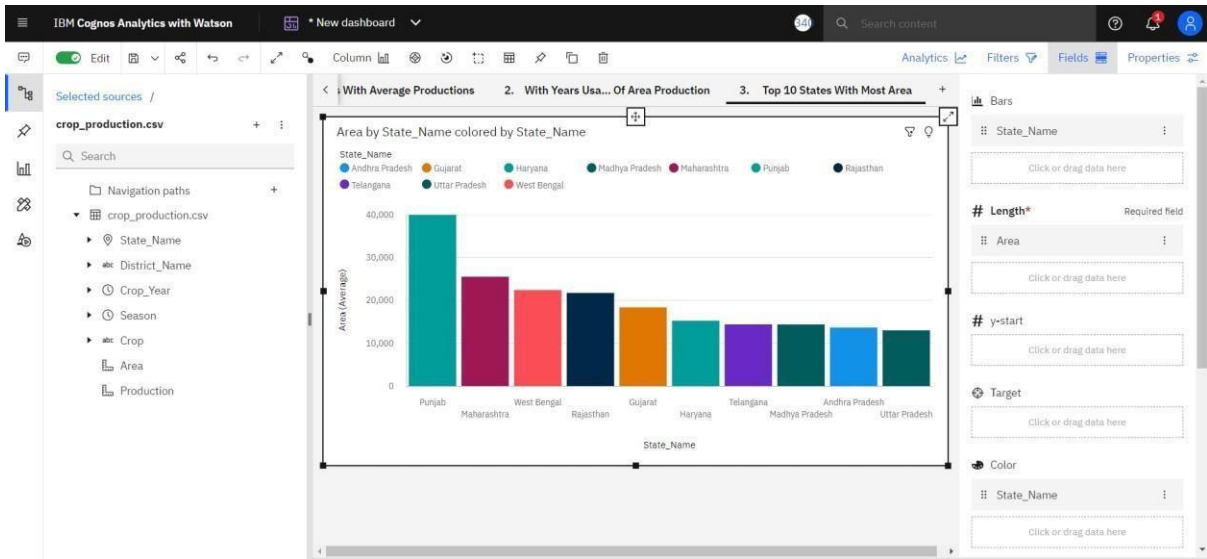 IBM Cognos Analytics with Watson
* New dashboard
Search content
1
Edit
Column
Analytics
Filters
Fields
Properties
Selected sources /
crop_production.csv
Search
Navigation paths
crop_production.csv
State_Name
abc District_Name
Crop_Year
Season
abc Crop
Area
Production
With Average Productions
2. With Years Usa... Of Area Production
3. Top 10 States With Most Area
Area by State_Name colored by State_Name
State_Name
Andhra Pradesh Gujarat Haryana Madhya Pradesh Maharashtra Punjab Rajasthan
Telangana Uttar Pradesh West Bengal
Area (Average)
40,000
30,000
20,000
10,000
0
Punjab
Maharashtra
West Bengal
Rajasthan
Gujarat
Haryana
Telangana
Madhya Pradesh
Andhra Pradesh
Uttar Pradesh
State_Name
Bars
State_Name
Click or drag data here
# Length* Required field
Area
Click or drag data here
# y-start
Click or drag data here
Target
Click or drag data here
Color
State_Name
Click or drag data here